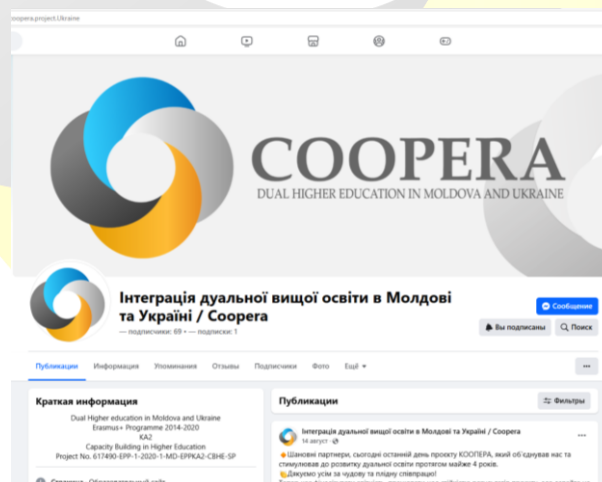 coopera.project.Ukraine
COOPERA
DUAL HIGHER EDUCATION IN MOLDOVA AND UKRAINE
Інтеграція дуальної вищої освіти в Молдові
та Україні / Coopera
— подписчики: 69 • — подписки: 1
Сообщение
Вы подписаны
Поиск
Публикации Информация Упоминания Отзывы Подписчики Фото Ещё
Краткая информация
Dual Higher education in Moldova and Ukraine
Erasmus+ Programme 2014-2020
KA2
Capacity Building in Higher Education
Project No. 617490-EPP-1-2020-1-MD-EPPKA2-CBHE-SP
Публикации
Фильтры
Інтеграція дуальної вищої освіти в Молдові та Україні / Coopera
14 август
Шановні партнери, сьогодні останній день проєкту КООПЕРА, який об'єднував нас та
стимулював до розвитку дуальної освіти протягом майже 4 років.
Дякуємо усім за чудову та плідну співпрацю!